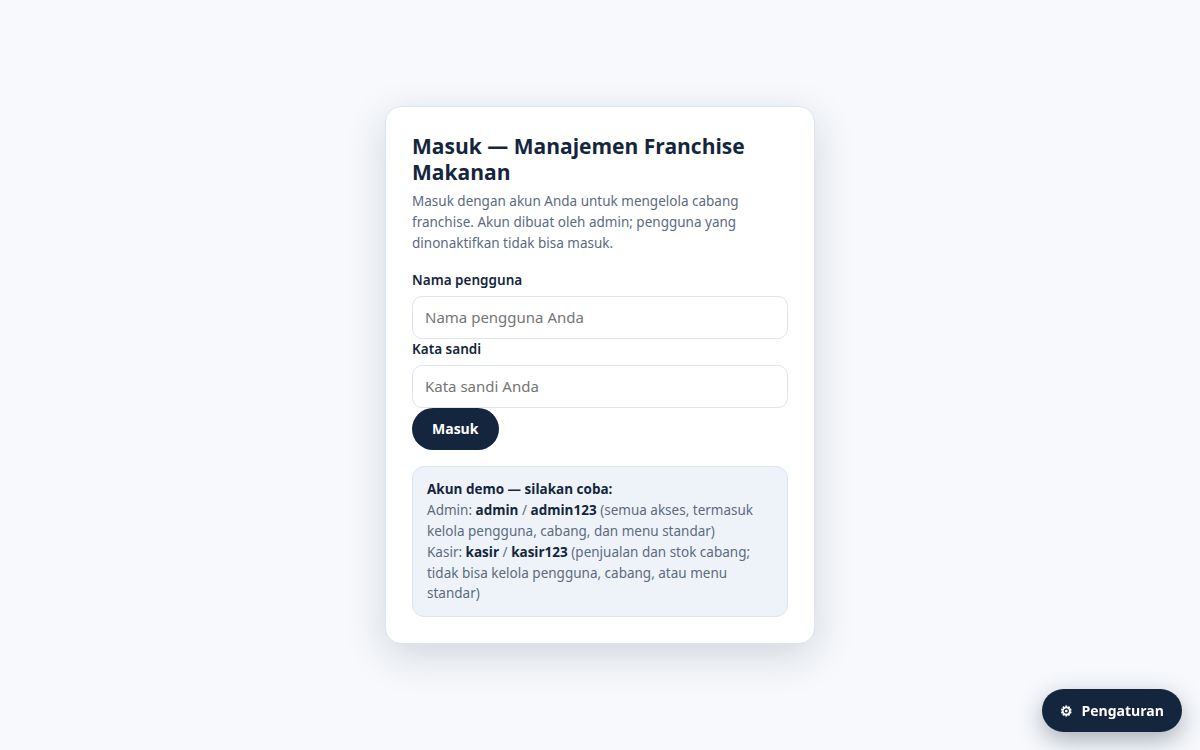 Masuk — Manajemen Franchise
Makanan
Masuk dengan akun Anda untuk mengelola cabang
franchise. Akun dibuat oleh admin; pengguna yang
dinonaktifkan tidak bisa masuk.
Nama pengguna
Nama pengguna Anda
Kata sandi
Kata sandi Anda
Masuk
Akun demo — silakan coba:
Admin: admin / admin123 (semua akses, termasuk
kelola pengguna, cabang, dan menu standar)
Kasir: kasir / kasir123 (penjualan dan stok cabang;
tidak bisa kelola pengguna, cabang, atau menu
standar)
⚙ Pengaturan